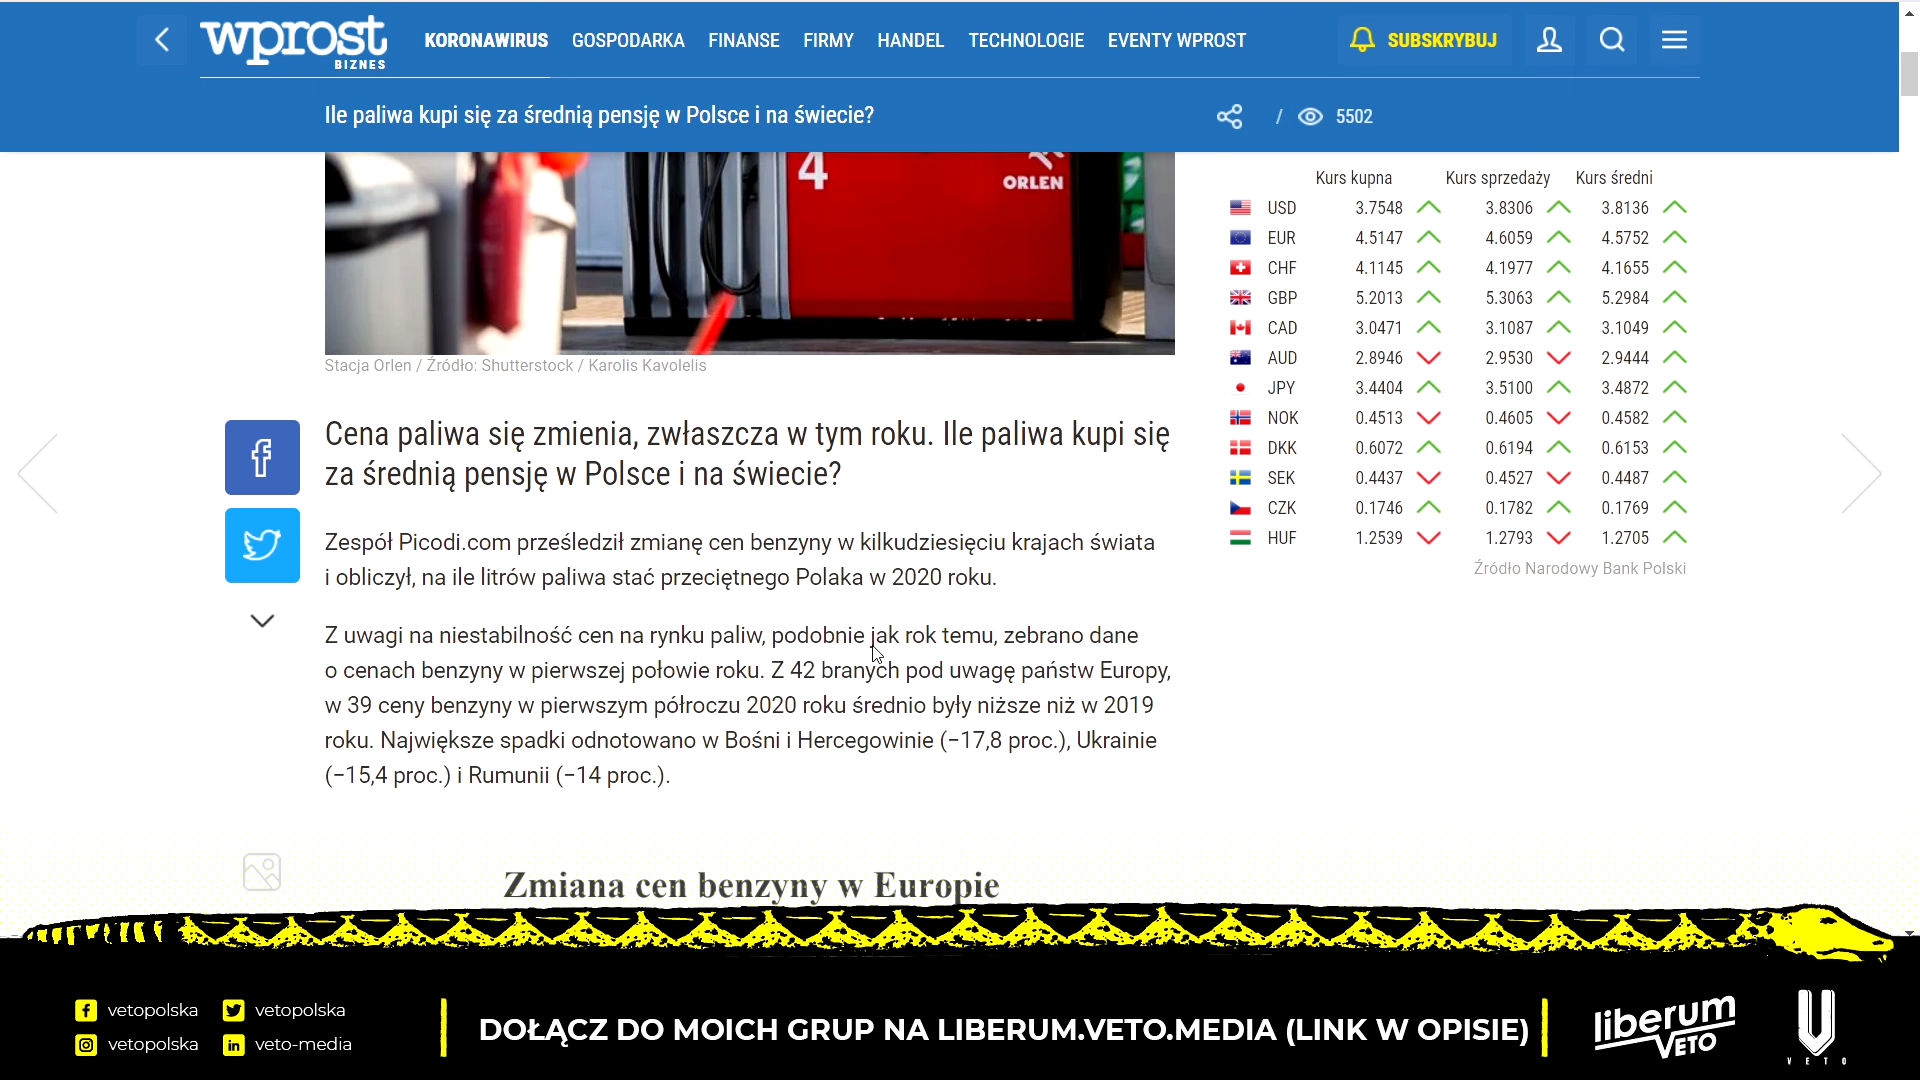 wprost
BIZNES
KORONAWIRUS GOSPODARKA FINANSE FIRMY HANDEL TECHNOLOGIE EVENTY WPROST
SUBSKRYBUJ
Ile paliwa kupi się za średnią pensję w Polsce i na świecie?
/ 5502
4
ORLEN
Stacja Orlen / Źródło: Shutterstock / Karolis Kavolelis
Cena paliwa się zmienia, zwłaszcza w tym roku. Ile paliwa kupi się
za średnią pensję w Polsce i na świecie?
Zespół Picodi.com prześledził zmianę cen benzyny w kilkudziesięciu krajach świata
i obliczył, na ile litrów paliwa stać przeciętnego Polaka w 2020 roku.
Z uwagi na niestabilność cen na rynku paliw, podobnie jak rok temu, zebrano dane
o cenach benzyny w pierwszej połowie roku. Z 42 branych pod uwagę państw Europy,
w 39 ceny benzyny w pierwszym półroczu 2020 roku średnio były niższe niż w 2019
roku. Największe spadki odnotowano w Bośni i Hercegowinie (−17,8 proc.), Ukrainie
(−15,4 proc.) i Rumunii (−14 proc.).
Zmiana cen benzyny w Europie
Kurs kupna Kurs sprzedaży Kurs średni
USD 3.7548 3.8306 3.8136
EUR 4.5147 4.6059 4.5752
CHF 4.1145 4.1977 4.1655
GBP 5.2013 5.3063 5.2984
CAD 3.0471 3.1087 3.1049
AUD 2.8946 2.9530 2.9444
JPY 3.4404 3.5100 3.4872
NOK 0.4513 0.4605 0.4582
DKK 0.6072 0.6194 0.6153
SEK 0.4437 0.4527 0.4487
CZK 0.1746 0.1782 0.1769
HUF 1.2539 1.2793 1.2705
Źródło Narodowy Bank Polski
vetopolska vetopolska
vetopolska veto-media
DOŁĄCZ DO MOICH GRUP NA LIBERUM.VETO.MEDIA (LINK W OPISIE)
liberum
VETO
VETO